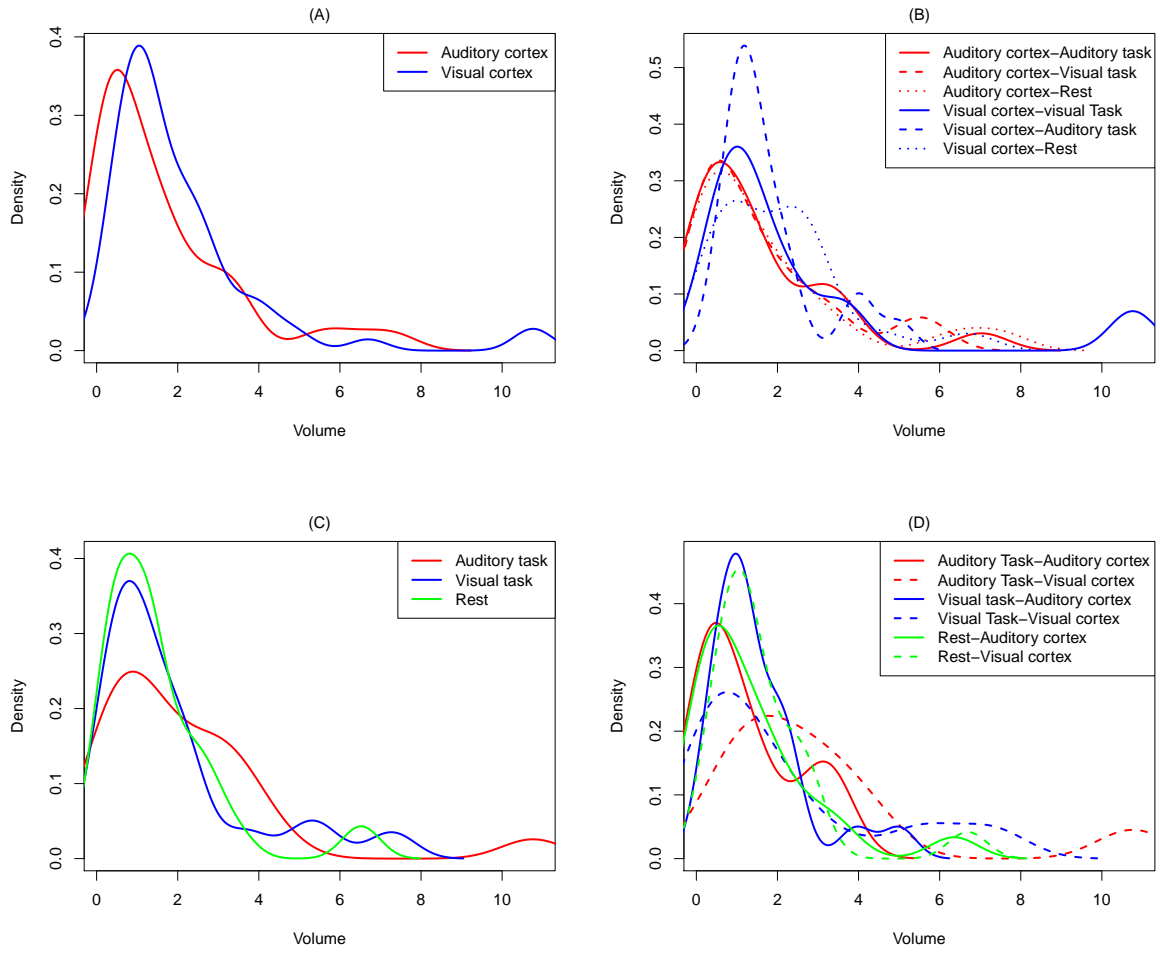 (A)
Auditory cortex
Visual cortex
Density
0.0 0.1 0.2 0.3 0.4
0 2 4 6 8 10
Volume
(B)
Auditory cortex−Auditory task
Auditory cortex−Visual task
Auditory cortex−Rest
Visual cortex−visual Task
Visual cortex−Auditory task
Visual cortex−Rest
Density
0.0 0.1 0.2 0.3 0.4 0.5
0 2 4 6 8 10
Volume
(C)
Auditory task
Visual task
Rest
Density
0.0 0.1 0.2 0.3 0.4
0 2 4 6 8 10
Volume
(D)
Auditory Task−Auditory cortex
Auditory Task−Visual cortex
Visual task−Auditory cortex
Visual Task−Visual cortex
Rest−Auditory cortex
Rest−Visual cortex
Density
0.0 0.1 0.2 0.3 0.4
0 2 4 6 8 10
Volume